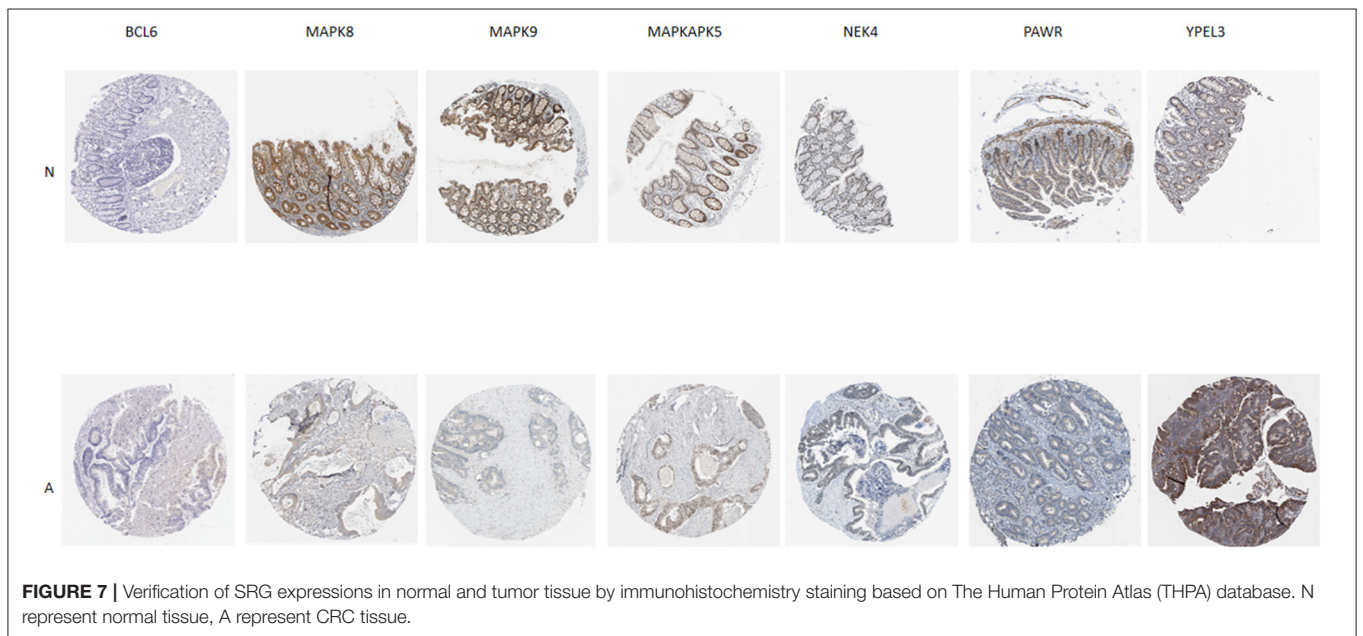 BCL6 MAPK8 MAPK9 MAPKAPK5 NEK4 PAWR YPEL3
N
A
FIGURE 7 | Verification of SRG expressions in normal and tumor tissue by immunohistochemistry staining based on The Human Protein Atlas (THPA) database. N
represent normal tissue, A represent CRC tissue.